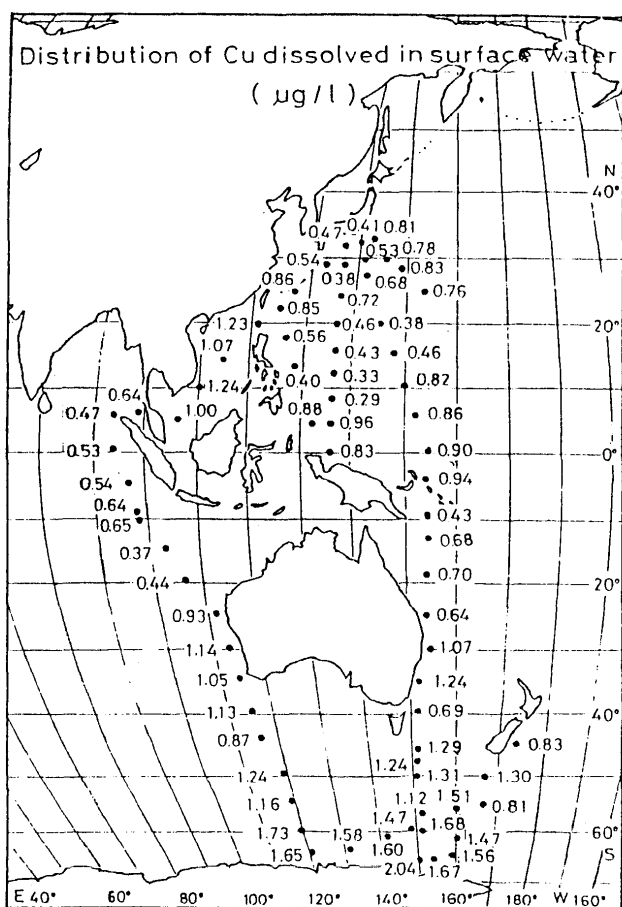 Distribution of Cu dissolved in surface water
( µg/l )
N
40°
0.41 0.81
0.47
0.53 0.78
0.54 0.83
0.86 0.38 0.68 0.76
0.72
0.85
1.23 0.46 0.38 20°
1.07 0.56
0.43 0.46
0.40 0.33
1.24 0.82
0.64 0.29
0.47 1.00 0.88 0.86
0.96
0.53 0.83 0.90 0°
0.54 0.94
0.64
0.65 0.43
0.37 0.68
0.44 0.70 20°
0.93 0.64
1.14 1.07
1.05 1.24
1.13 0.69 40°
0.87 1.29 0.83
1.24
1.24 1.31 1.30
1.16 1.12 1.51 0.81
1.47
1.73 1.58 1.68 1.47 60°
1.65 1.60 1.56 S
2.04 1.67
E 40° 60° 80° 100° 120° 140° 160° 180° W 160°